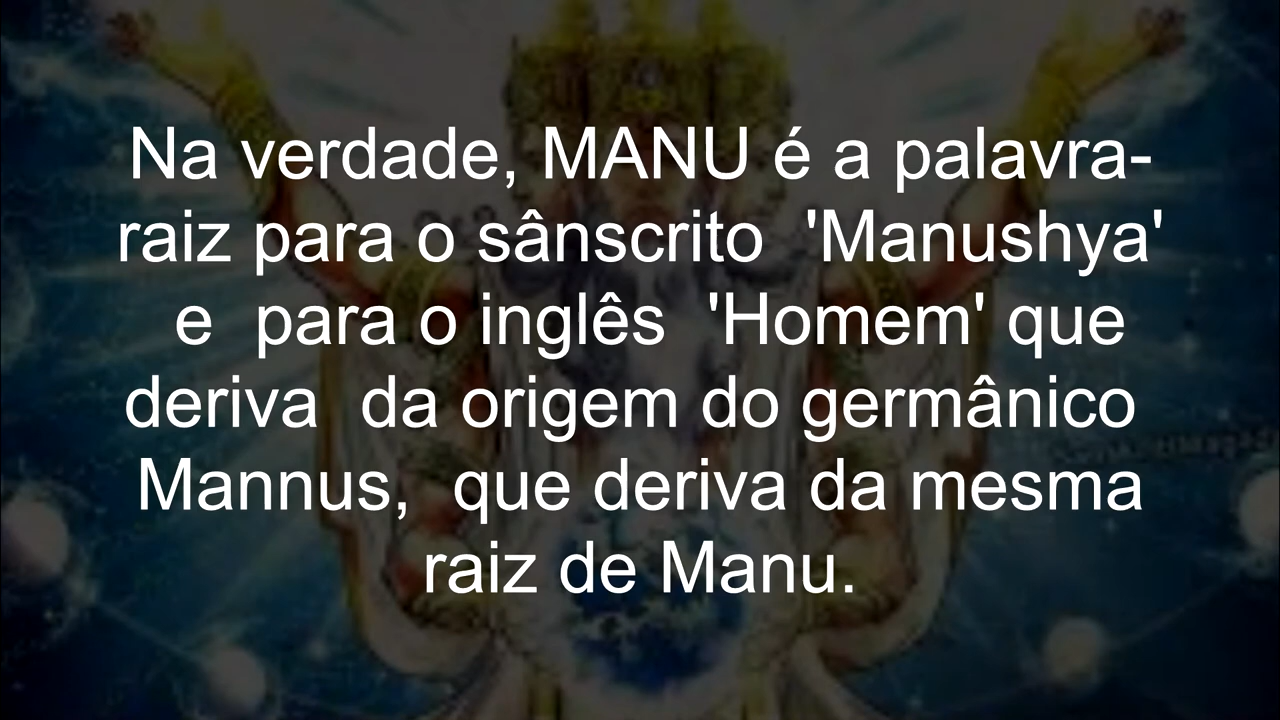 Na verdade, MANU é a palavra-
raiz para o sânscrito 'Manushya'
e para o inglês 'Homem' que
deriva da origem do germânico
Mannus, que deriva da mesma
raiz de Manu.